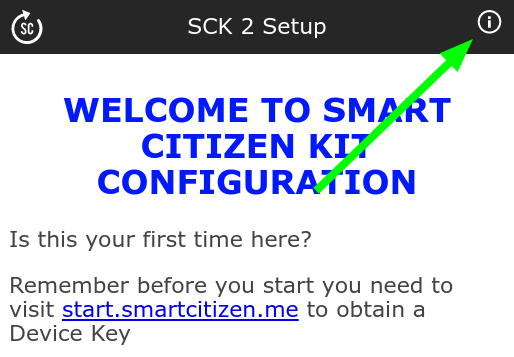 SC
SCK 2 Setup
WELCOME TO SMART
CITIZEN KIT
CONFIGURATION
Is this your first time here?
Remember before you start you need to
visit start.smartcitizen.me to obtain a
Device Key